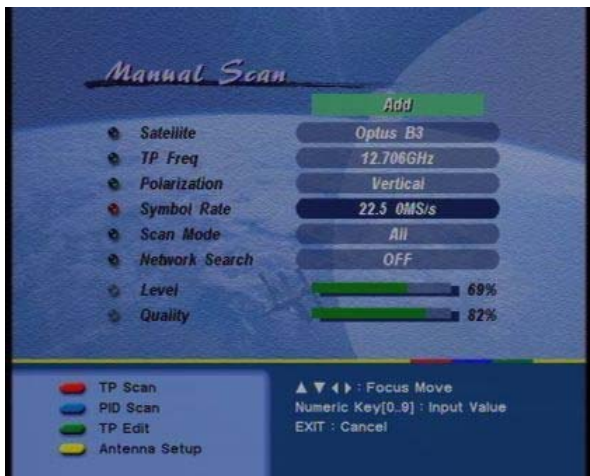 Manual Scan
Add
Satellite Optus B3
TP Freq 12.706GHz
Polarization Vertical
Symbol Rate 22.5 0MS/s
Scan Mode All
Network Search OFF
Level 69%
Quality 82%
TP Scan
PID Scan
TP Edit
Antenna Setup
▲ ▼ ◀ ▶ : Focus Move
Numeric Key[0..9] : Input Value
EXIT : Cancel